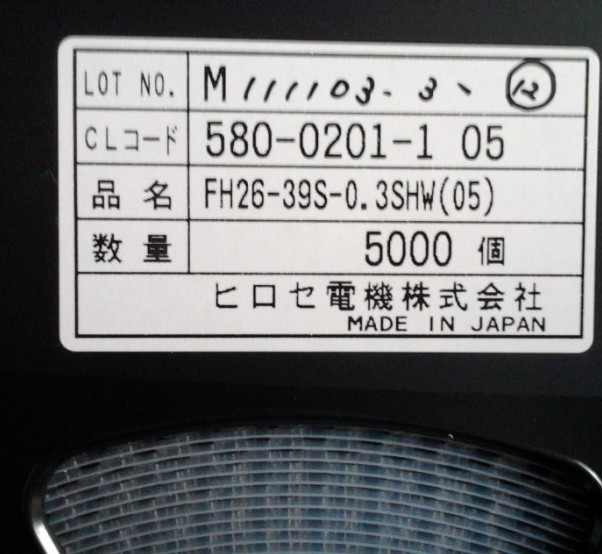 LOT NO. M 111103-3、 ⑫
CLコード 580-0201-1 05
品名 FH26-39S-0.3SHW(05)
数量 5000 個
ヒロセ電機株式会社
MADE IN JAPAN